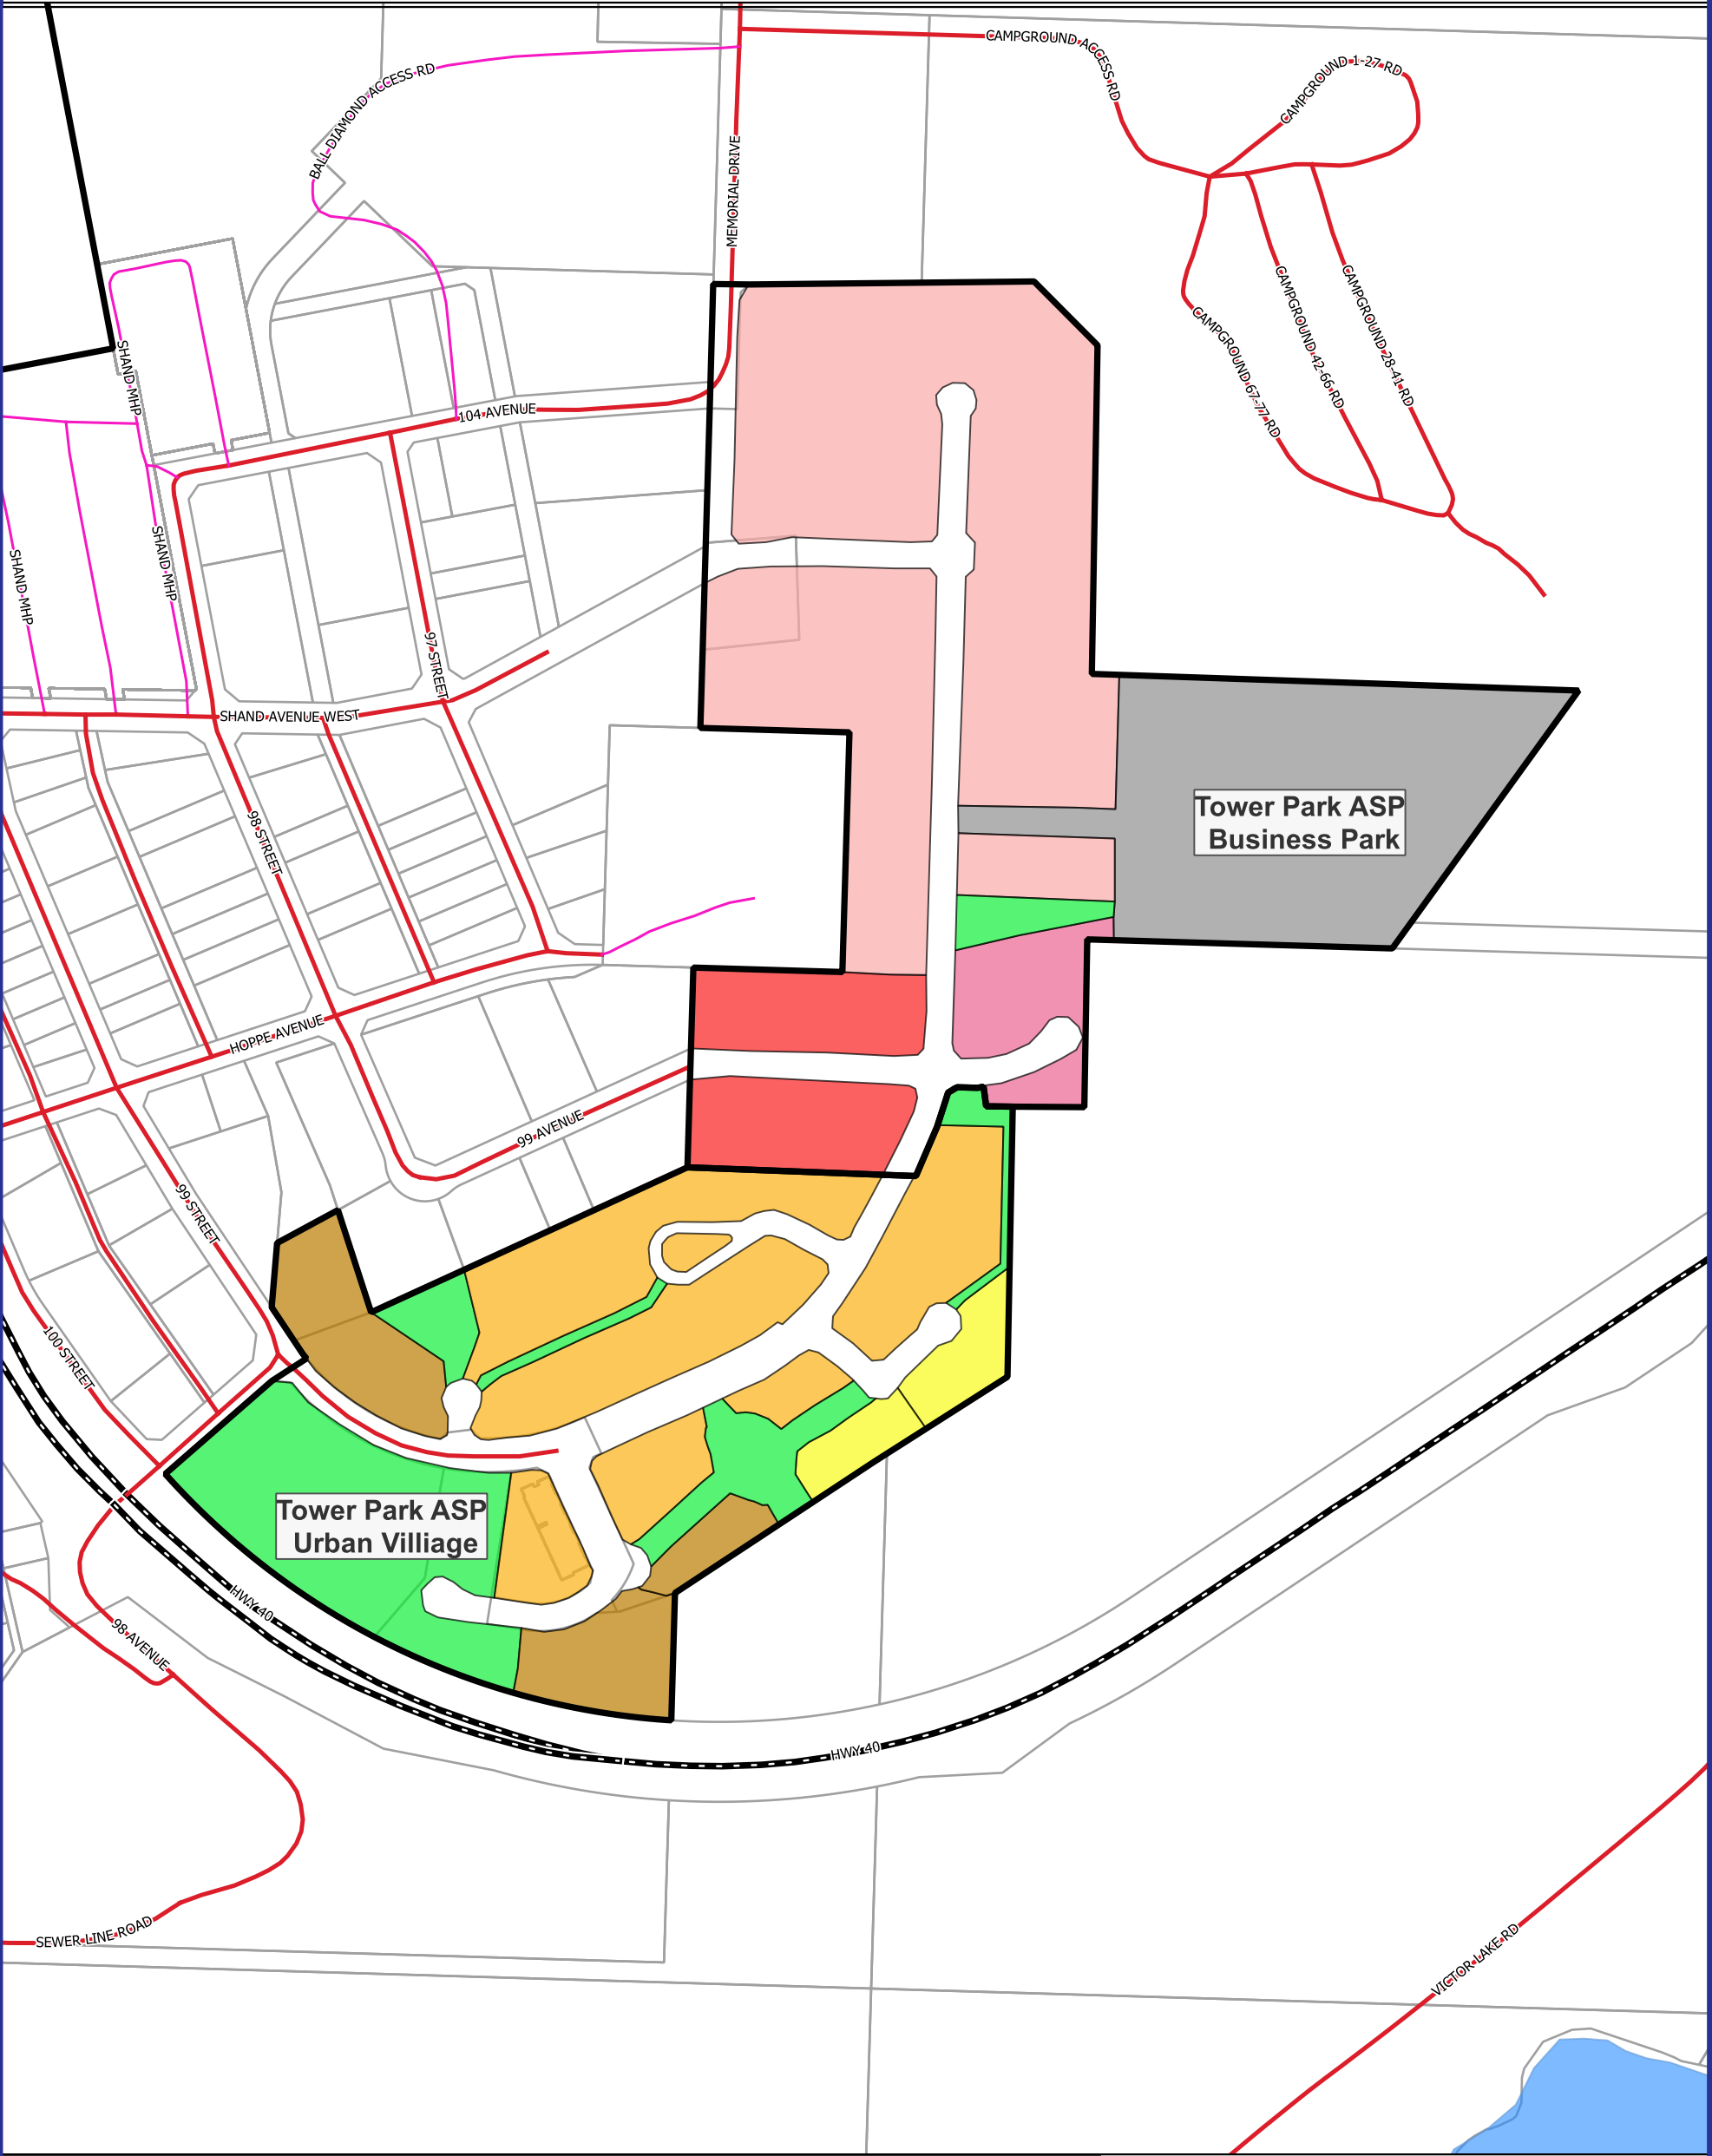 CAMPGROUND ACCESS RD
CAMPGROUND 1-27 RD
BALL DIAMOND ACCESS RD
MEMORIAL DRIVE
CAMPGROUND 67-77 RD
CAMPGROUND 42-66 RD
CAMPGROUND 28-41 RD
SHAND MHP
104 AVENUE
SHAND MHP
SHAND MHP
97 STREET
SHAND AVENUE WEST
98 STREET
Tower Park ASP
Business Park
HOPPE AVENUE
99 AVENUE
99 STREET
100 STREET
Tower Park ASP
Urban Villiage
HWY 40
98 AVENUE
HWY 40
SEWER LINE ROAD
VICTOR LAKE RD